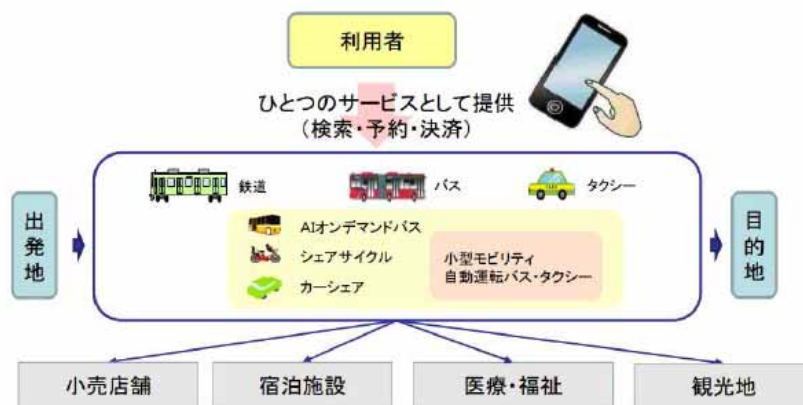 利用者
ひとつのサービスとして提供
(検索・予約・決済)
鉄道
バス
タクシー
出発地
AIオンデマンドバス
シェアサイクル
カーシェア
小型モビリティ
自動運転バス・タクシー
目的地
小売店舗
宿泊施設
医療・福祉
観光地